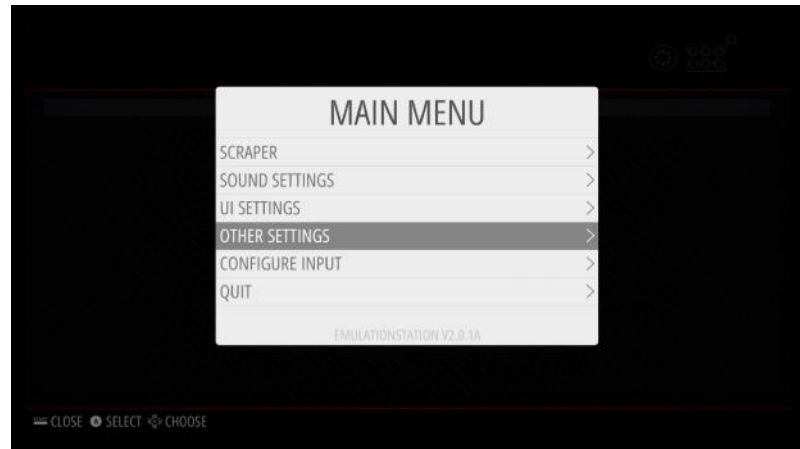 MAIN MENU
SCRAPER
SOUND SETTINGS
UI SETTINGS
OTHER SETTINGS
CONFIGURE INPUT
QUIT
EMULATIONSTATION V2.0.1A
START CLOSE A SELECT CHOOSE